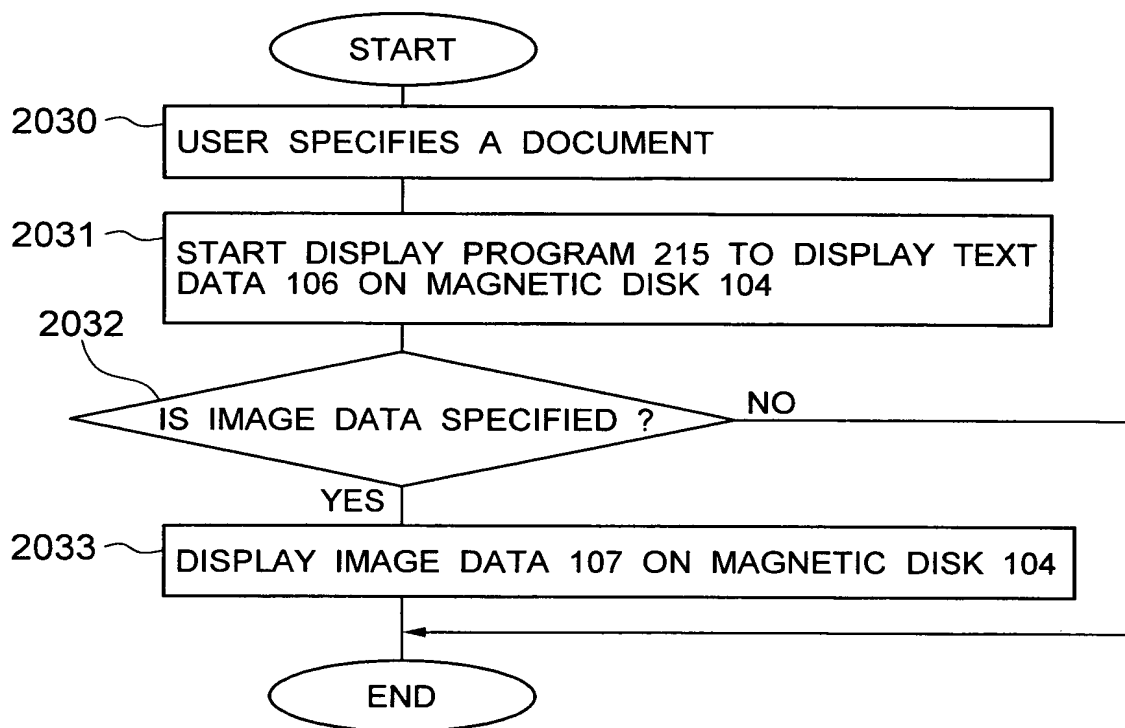 START
2030
USER SPECIFIES A DOCUMENT
2031
START DISPLAY PROGRAM 215 TO DISPLAY TEXT
DATA 106 ON MAGNETIC DISK 104
2032
IS IMAGE DATA SPECIFIED ?
NO
YES
2033
DISPLAY IMAGE DATA 107 ON MAGNETIC DISK 104
END